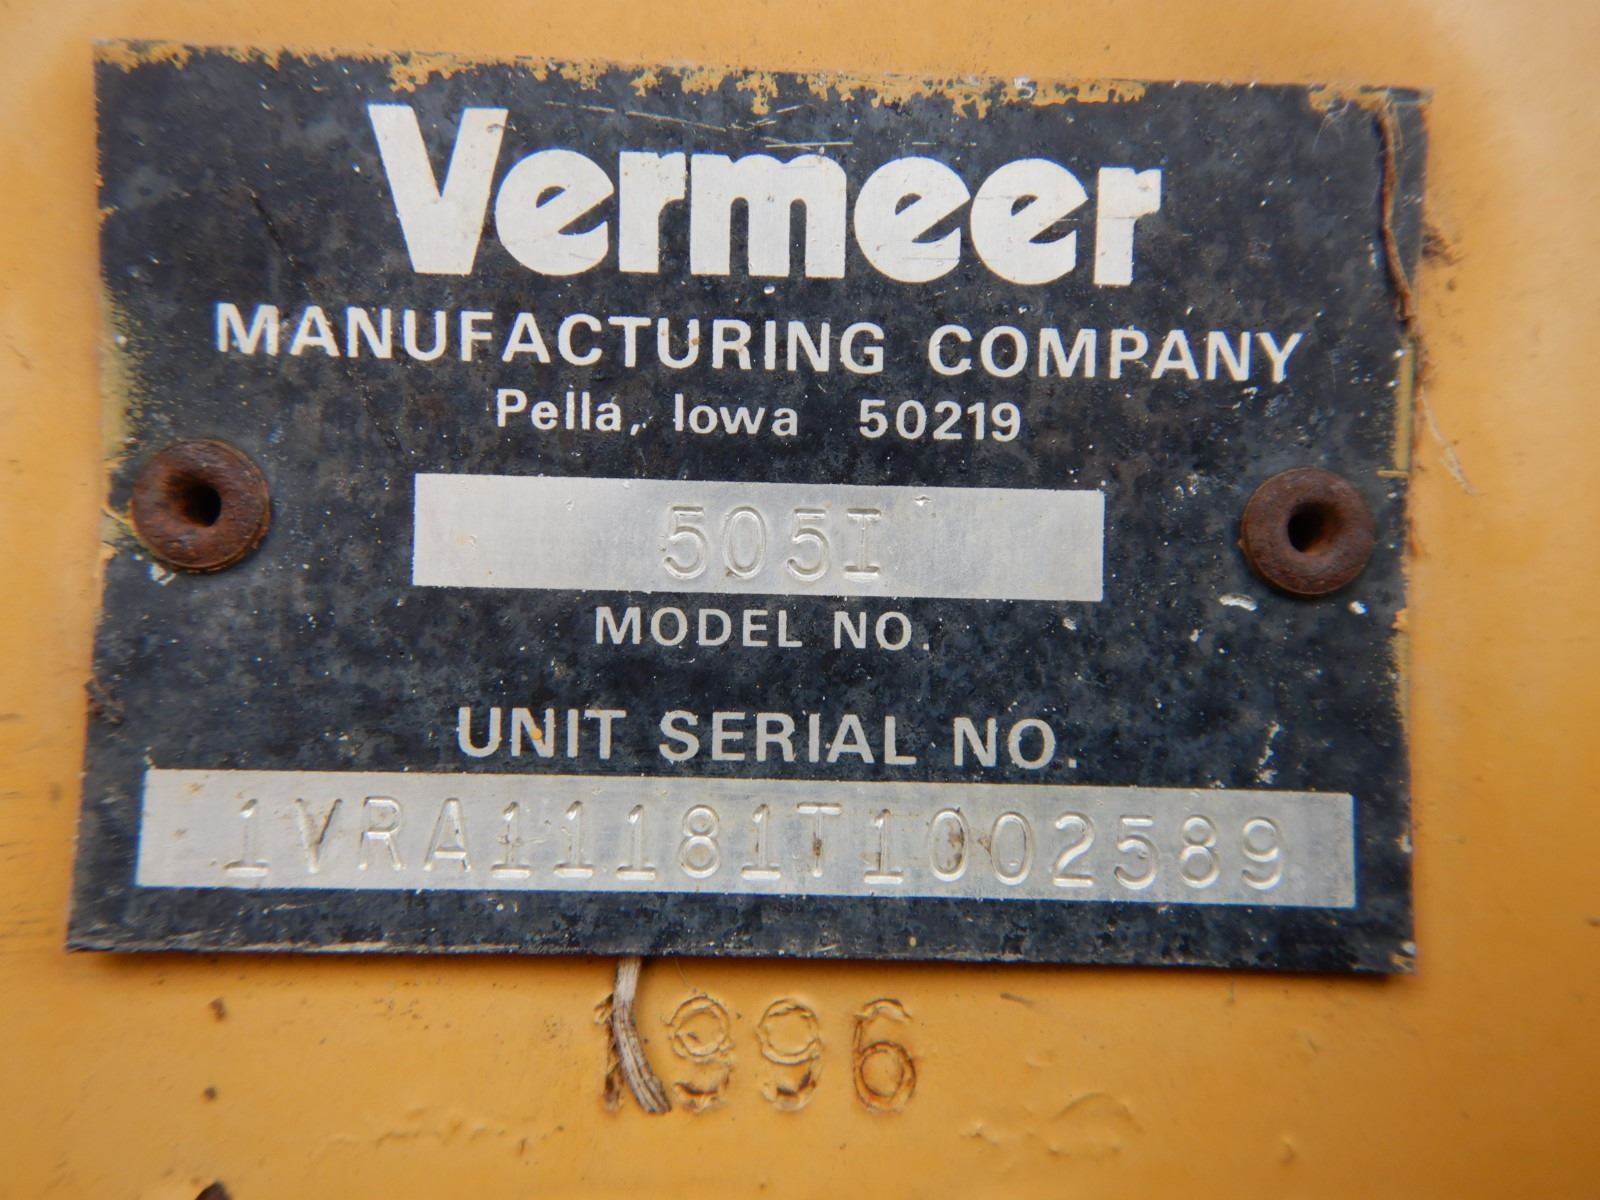 Vermeer
MANUFACTURING COMPANY
Pella, Iowa 50219
505I
MODEL NO.
UNIT SERIAL NO.
1VRA11181T1002589
1996